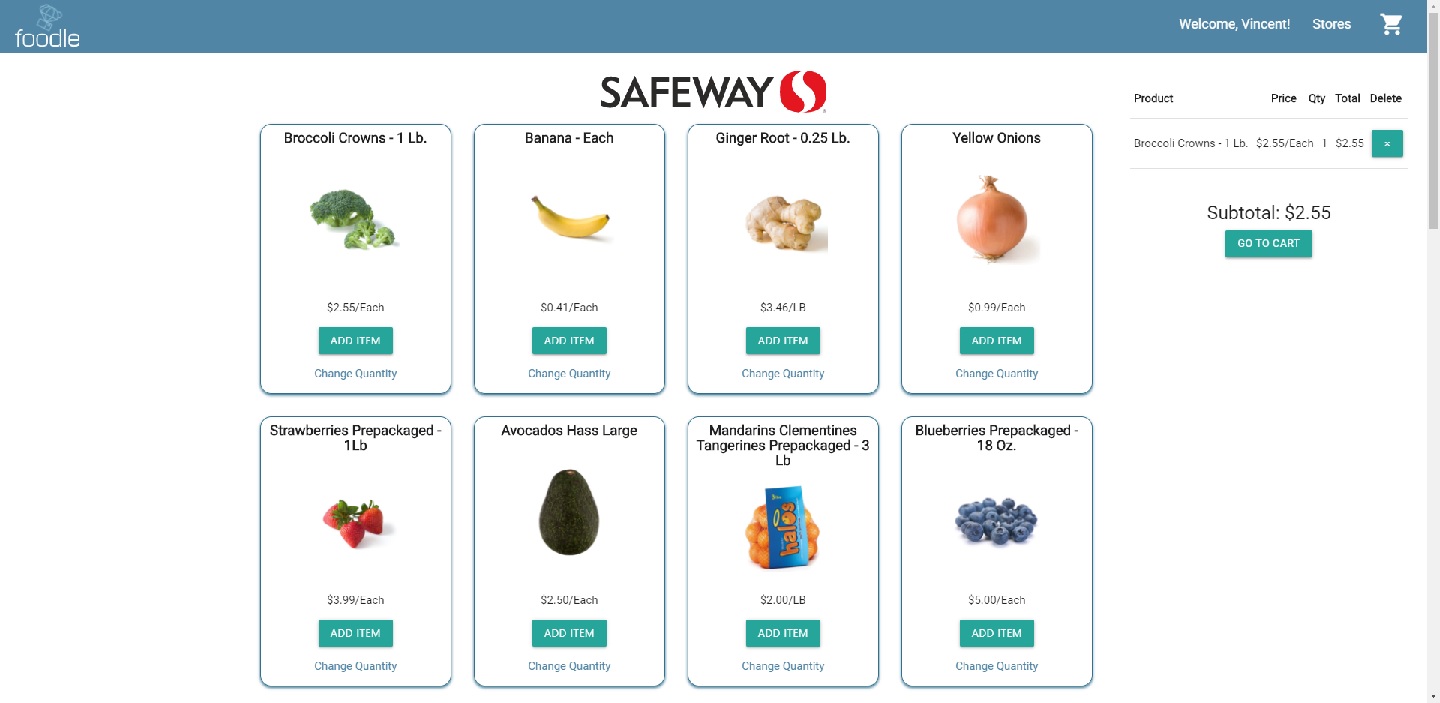 foodle
Welcome, Vincent! Stores
SAFEWAY
Product Price Qty Total Delete
Broccoli Crowns - 1 Lb. $2.55/Each 1 $2.55 ×
Subtotal: $2.55
GO TO CART
Broccoli Crowns - 1 Lb.
$2.55/Each
ADD ITEM
Change Quantity
Banana - Each
$0.41/Each
ADD ITEM
Change Quantity
Ginger Root - 0.25 Lb.
$3.46/LB
ADD ITEM
Change Quantity
Yellow Onions
$0.99/Each
ADD ITEM
Change Quantity
Strawberries Prepackaged -
1Lb
$3.99/Each
ADD ITEM
Change Quantity
Avocados Hass Large
$2.50/Each
ADD ITEM
Change Quantity
Mandarins Clementines
Tangerines Prepackaged - 3
Lb
halos
$2.00/LB
ADD ITEM
Change Quantity
Blueberries Prepackaged -
18 Oz.
$5.00/Each
ADD ITEM
Change Quantity